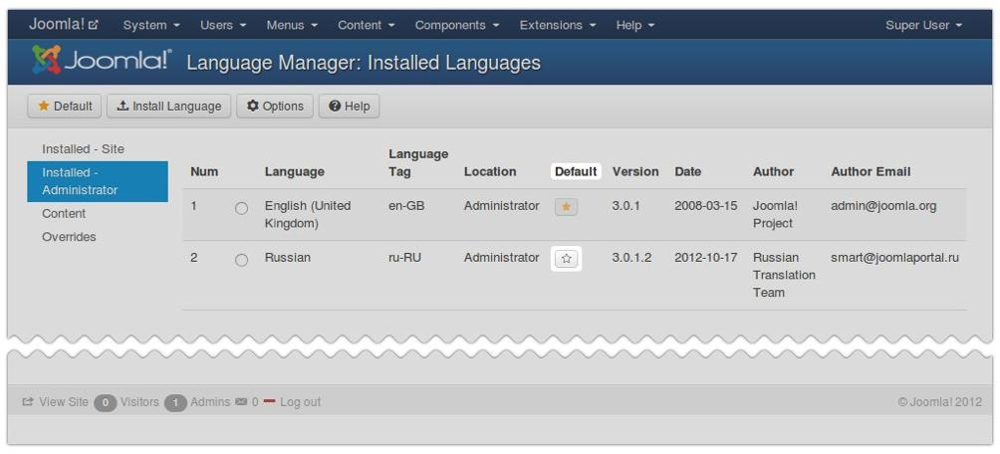 Joomla! System Users Menus Content Components Extensions Help Super User
Joomla!® Language Manager: Installed Languages
Default Install Language Options Help
Installed - Site
Installed -
Administrator
Content
Overrides
Num Language Language Tag Location Default Version Date Author Author Email
1 English (United Kingdom) en-GB Administrator 3.0.1 2008-03-15 Joomla! Project admin@joomla.org
2 Russian ru-RU Administrator 3.0.1.2 2012-10-17 Russian Translation Team smart@joomlaportal.ru
View Site 0 Visitors 1 Admins 0 Log out © Joomla! 2012